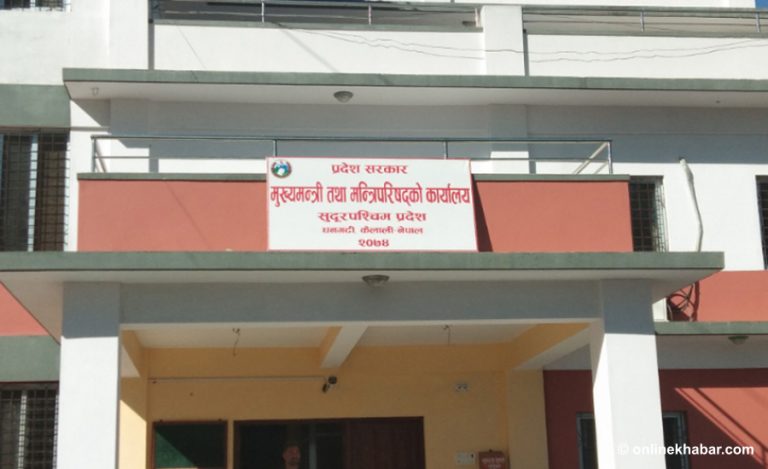 प्रदेश सरकार
मुख्यमन्त्री तथा मन्त्रिपरिषद्को कार्यालय
सुदूरपश्चिम प्रदेश
धनगढी, कैलाली-नेपाल
२०७४
© onlinekhabar.com